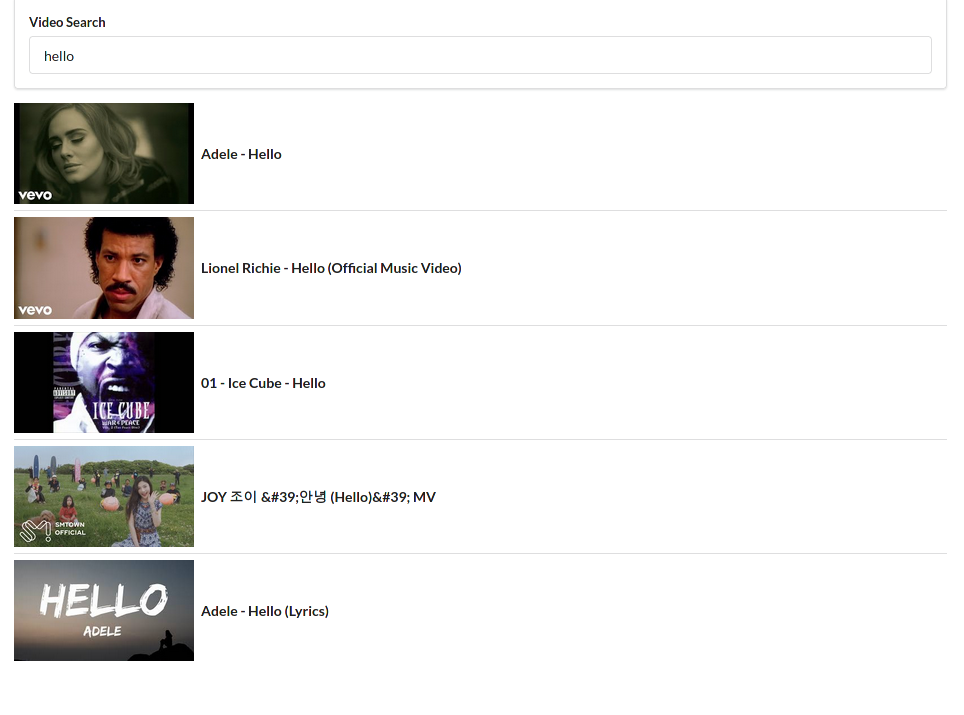 Video Search
hello
vevo
Adele - Hello
vevo
Lionel Richie - Hello (Official Music Video)
ICE CUBE
WAR & PEACE
01 - Ice Cube - Hello
SMTOWN
OFFICIAL
JOY 조이 &#39;안녕 (Hello)&#39; MV
HELLO
ADELE
Adele - Hello (Lyrics)